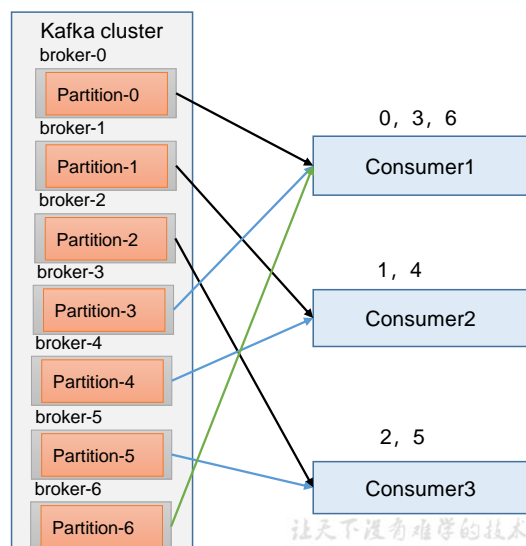 Kafka cluster
broker-0
Partition-0
broker-1
Partition-1
broker-2
Partition-2
broker-3
Partition-3
broker-4
Partition-4
broker-5
Partition-5
broker-6
Partition-6
0, 3, 6
Consumer1
1, 4
Consumer2
2, 5
Consumer3
让天下没有难学的技术